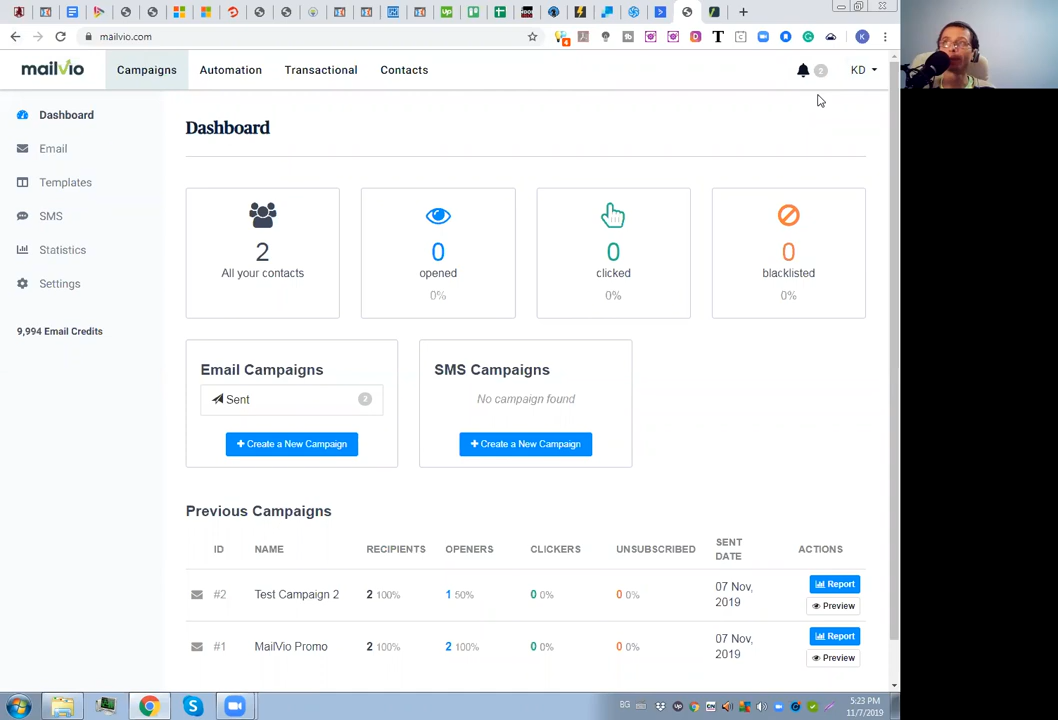 mailvio.com
mailvio
Campaigns
Automation
Transactional
Contacts
2
KD
Dashboard
Email
Templates
SMS
Statistics
Settings
9,994 Email Credits
Dashboard
2
All your contacts
0
opened
0%
0
clicked
0%
0
blacklisted
0%
Email Campaigns
Sent 2
+ Create a New Campaign
SMS Campaigns
No campaign found
+ Create a New Campaign
Previous Campaigns
ID NAME RECIPIENTS OPENERS CLICKERS UNSUBSCRIBED SENT DATE ACTIONS
#2 Test Campaign 2 2 100% 1 50% 0 0% 0 0% 07 Nov, 2019 Report
Preview
#1 MailVio Promo 2 100% 2 100% 0 0% 0 0% 07 Nov, 2019 Report
Preview
BG
5:23 PM
11/7/2019